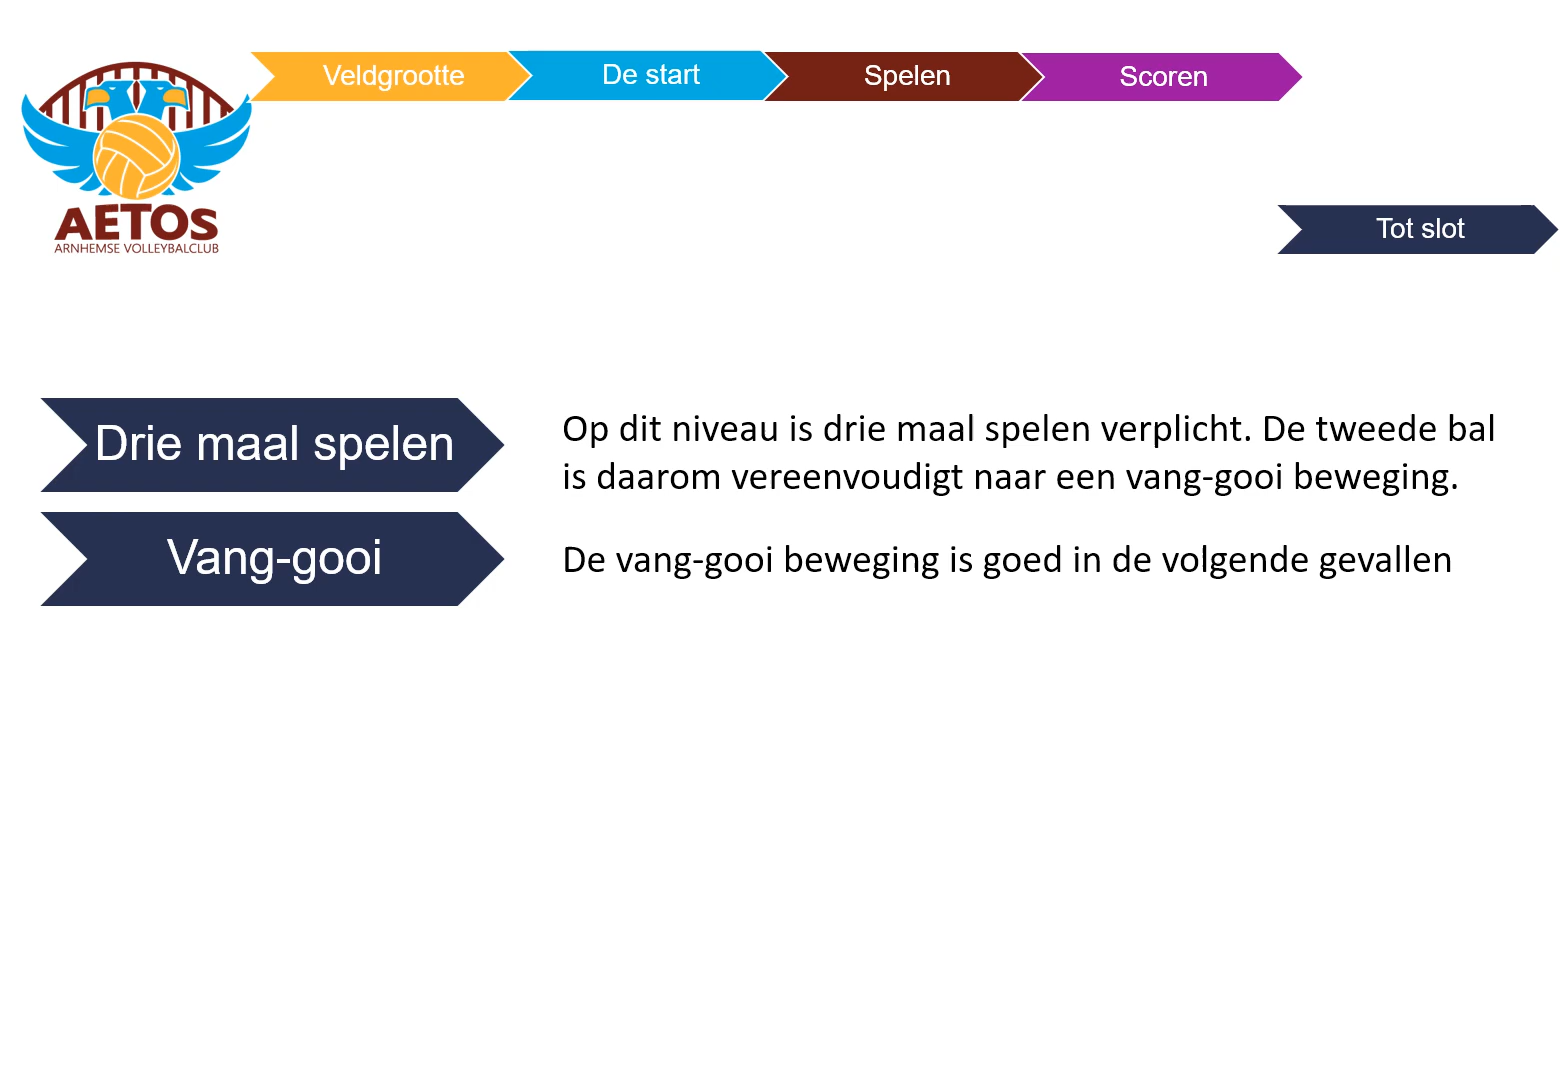 Veldgrootte
De start
Spelen
Scoren
AETOS
ARNHEMSE VOLLEYBALCLUB
Tot slot
Drie maal spelen
Op dit niveau is drie maal spelen verplicht. De tweede bal
is daarom vereenvoudigt naar een vang-gooi beweging.
Vang-gooi
De vang-gooi beweging is goed in de volgende gevallen